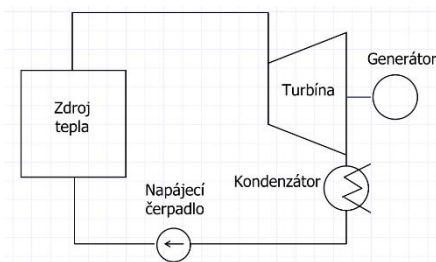 Generátor
Turbína
Zdroj
tepla
Kondenzátor
Napájecí
čerpadlo